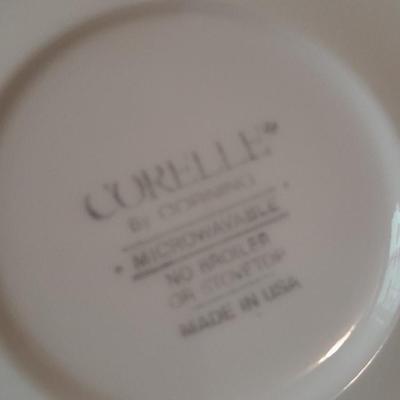 CORELLE®
BY CORNING
MICROWAVABLE
NO BROILER
OR STOVETOP
MADE IN USA